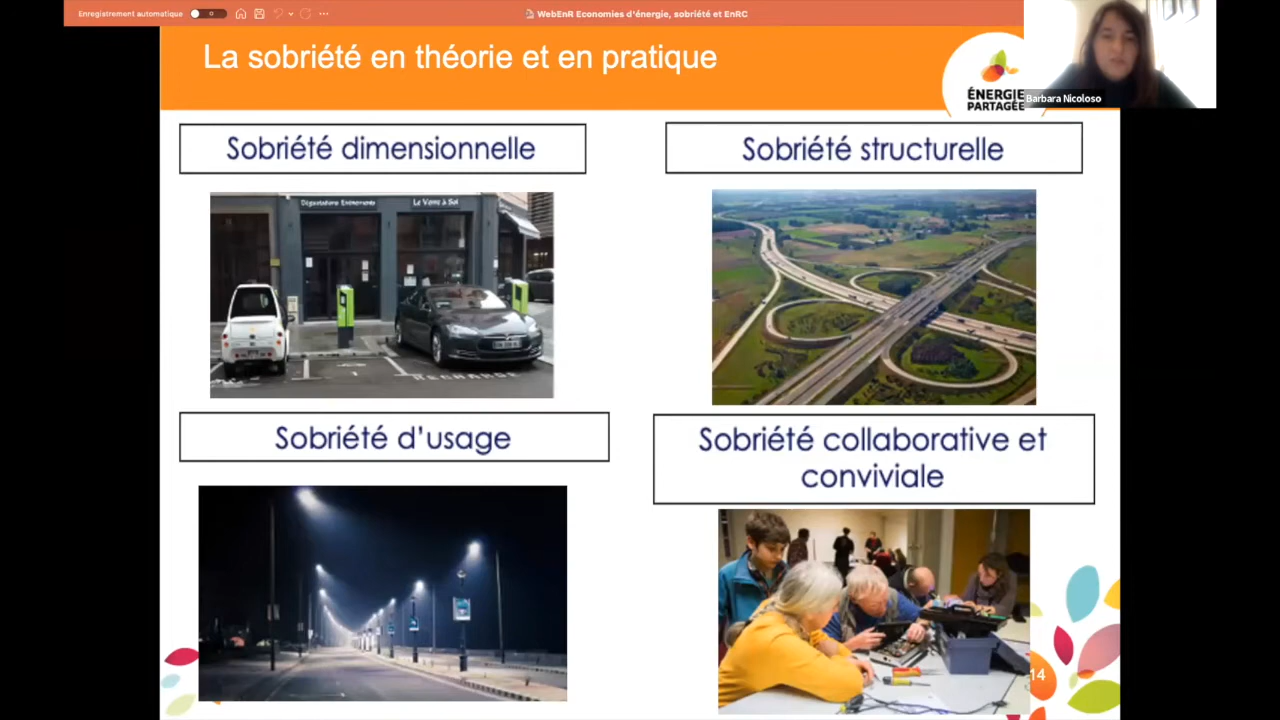 Enregistrement automatique
WebEnR Economies d'énergie, sobriété et EnRC
La sobriété en théorie et en pratique
ÉNERGIE
PARTAGÉE
Barbara Nicoloso
Sobriété dimensionnelle
Sobriété structurelle
Dégustations Evénements
Le Verre à Soi
RECHARGE
Sobriété d'usage
Sobriété collaborative et
conviviale
14